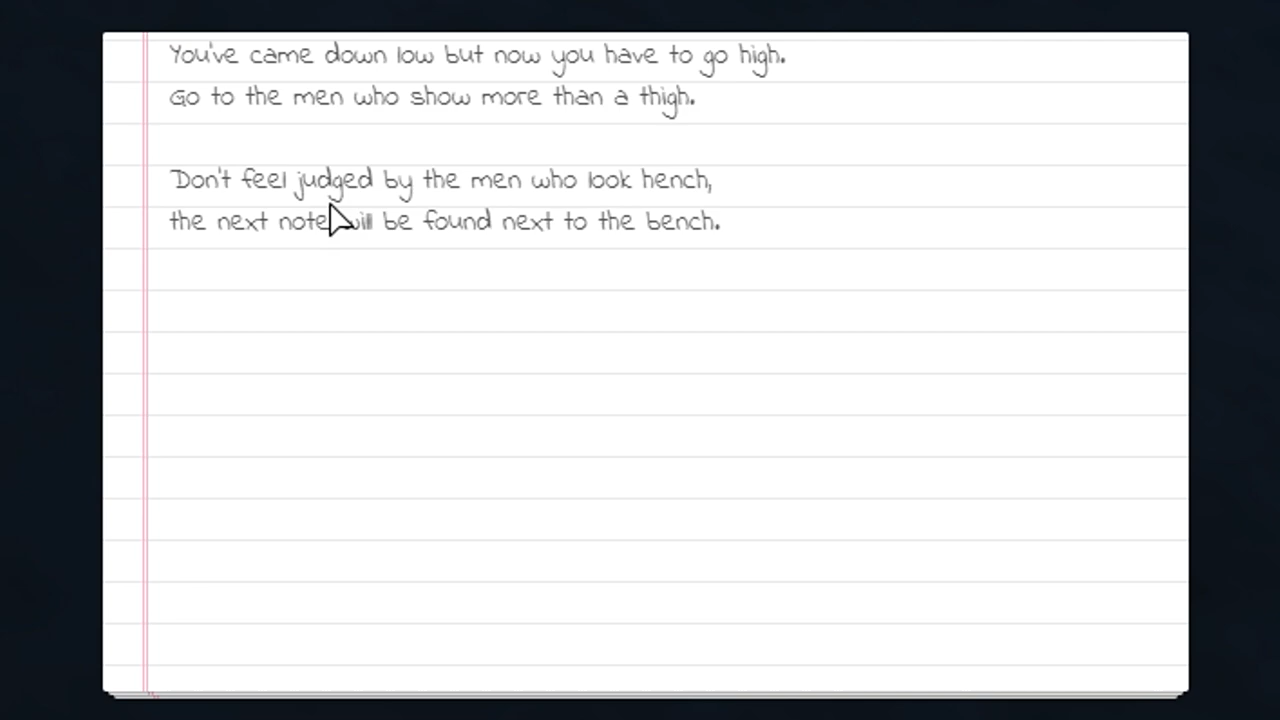 You've came down low but now you have to go high.
Go to the men who show more than a thigh.
Don't feel judged by the men who look hench,
the next note will be found next to the bench.